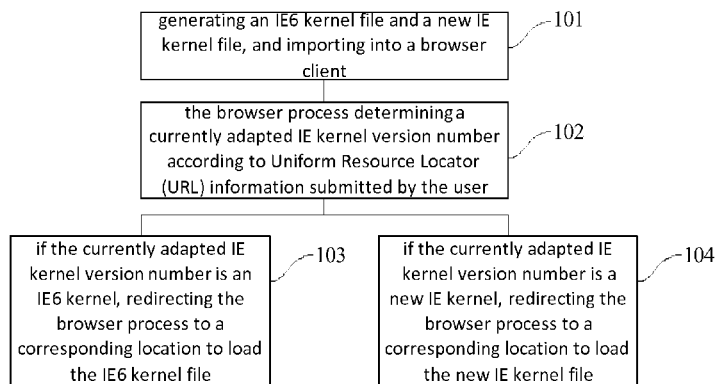 generating an IE6 kernel file and a new IE
kernel file, and importing into a browser
client
101
the browser process determining a
currently adapted IE kernel version number
according to Uniform Resource Locator
(URL) information submitted by the user
102
if the currently adapted IE
kernel version number is an
IE6 kernel, redirecting the
browser process to a
corresponding location to load
the IE6 kernel file
103
if the currently adapted IE
kernel version number is a
new IE kernel, redirecting the
browser process to a
corresponding location to load
the new IE kernel file
104